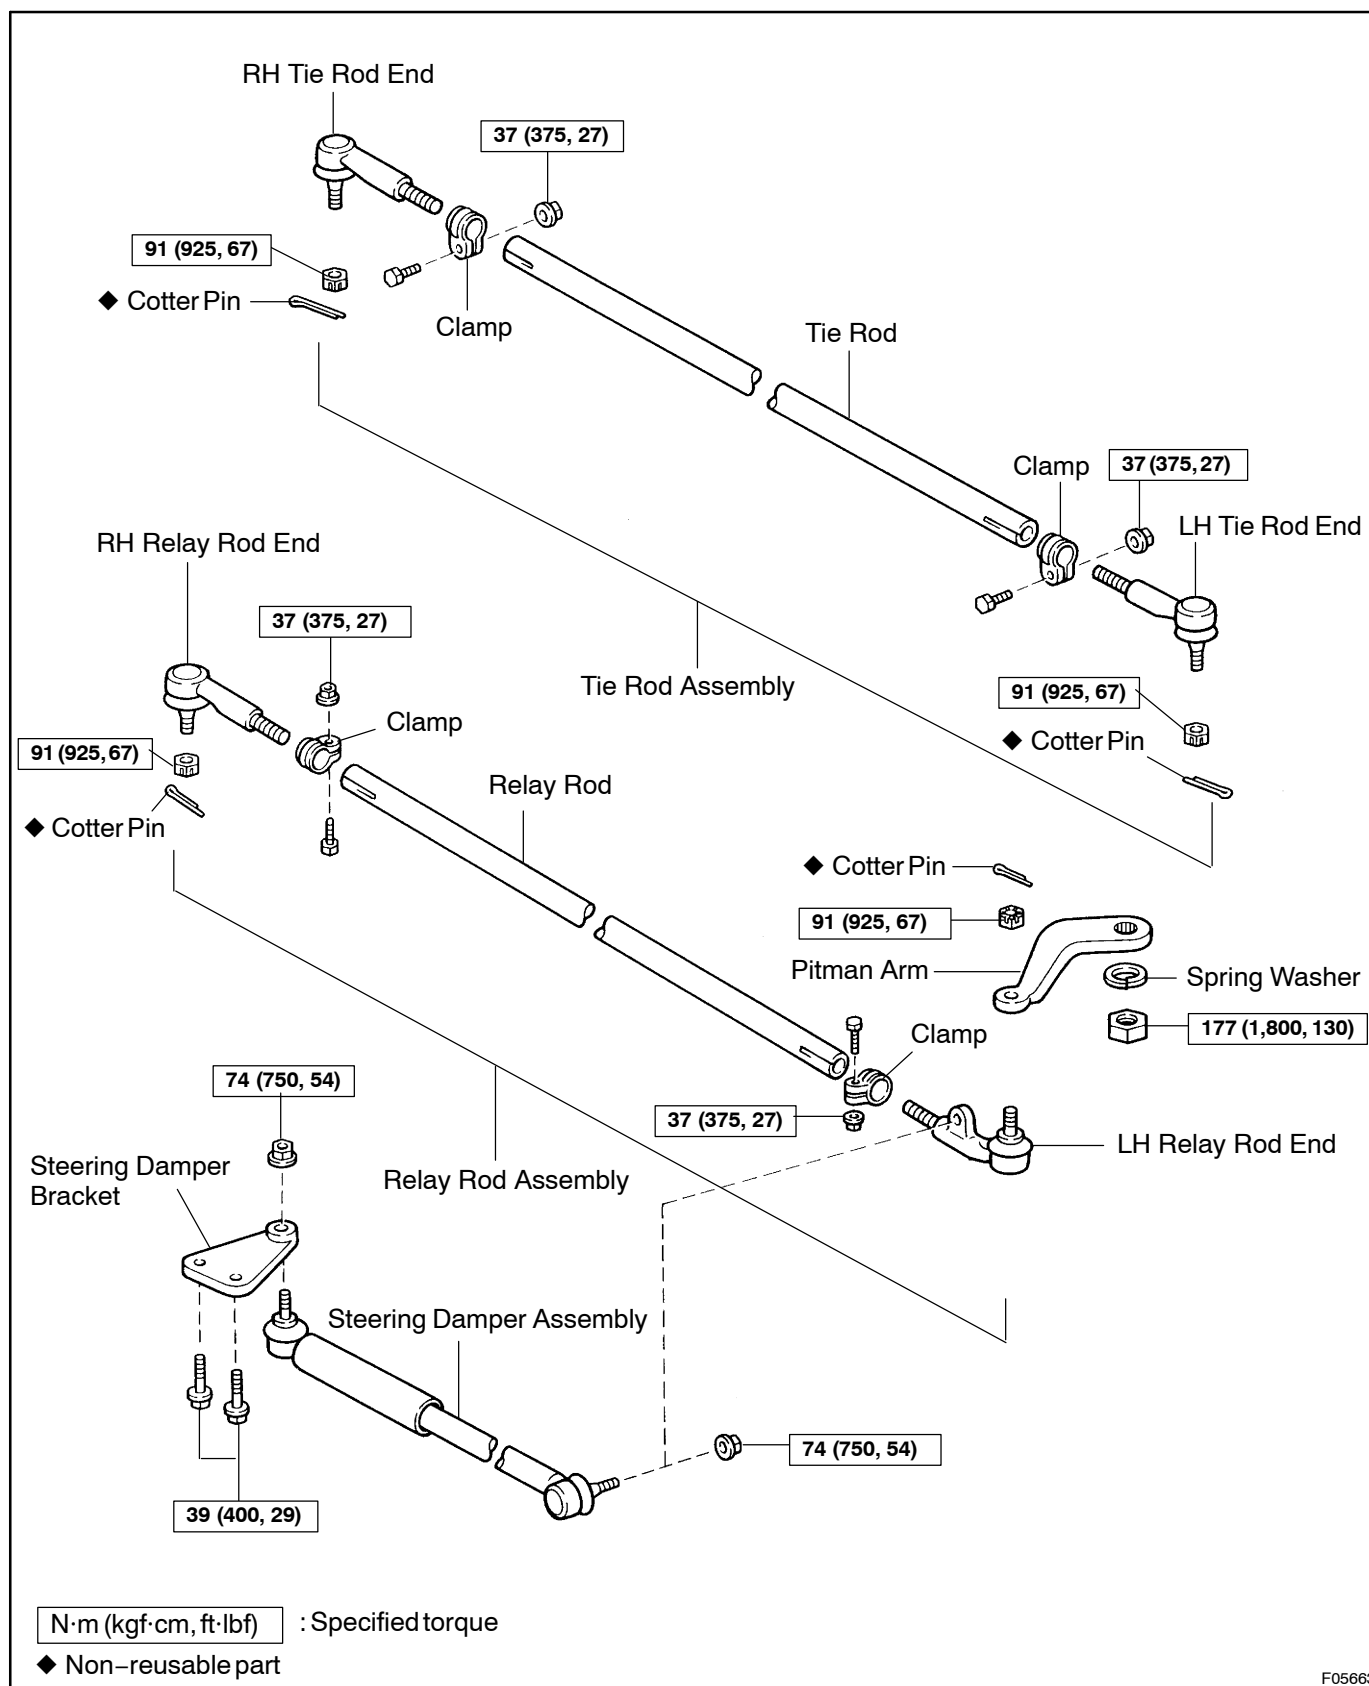 RH Tie Rod End
37 (375, 27)
91 (925, 67)
◆ Cotter Pin
Clamp
Tie Rod
Clamp
37 (375, 27)
LH Tie Rod End
RH Relay Rod End
37 (375, 27)
Tie Rod Assembly
91 (925, 67)
Clamp
◆ Cotter Pin
91 (925, 67)
Relay Rod
◆ Cotter Pin
◆ Cotter Pin
91 (925, 67)
Pitman Arm
Spring Washer
177 (1,800, 130)
Clamp
74 (750, 54)
37 (375, 27)
LH Relay Rod End
Steering Damper
Bracket
Relay Rod Assembly
Steering Damper Assembly
74 (750, 54)
39 (400, 29)
N·m (kgf·cm, ft·lbf) : Specified torque
◆ Non–reusable part